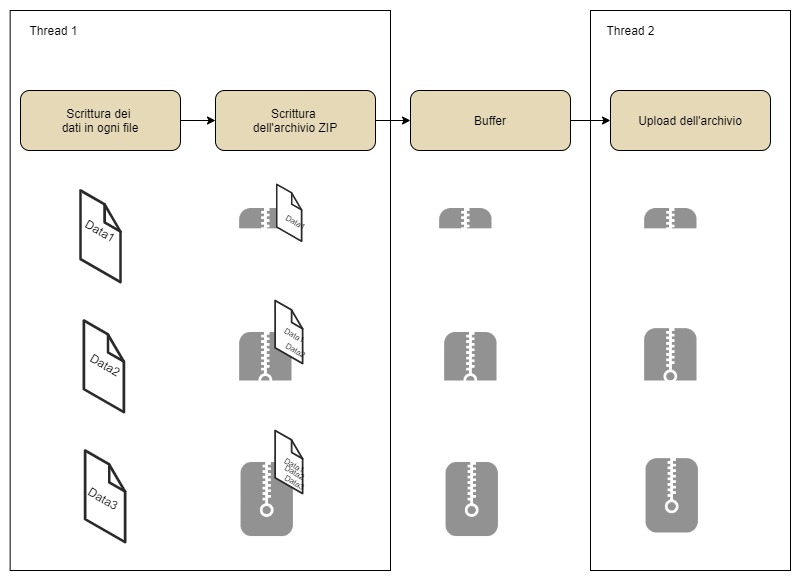 Thread 1
Thread 2
Scrittura dei
dati in ogni file
Scrittura
dell'archivio ZIP
Buffer
Upload dell'archivio
Data1
Data1
Data2
Data1
Data2
Data3
Data1
Data2
Data3